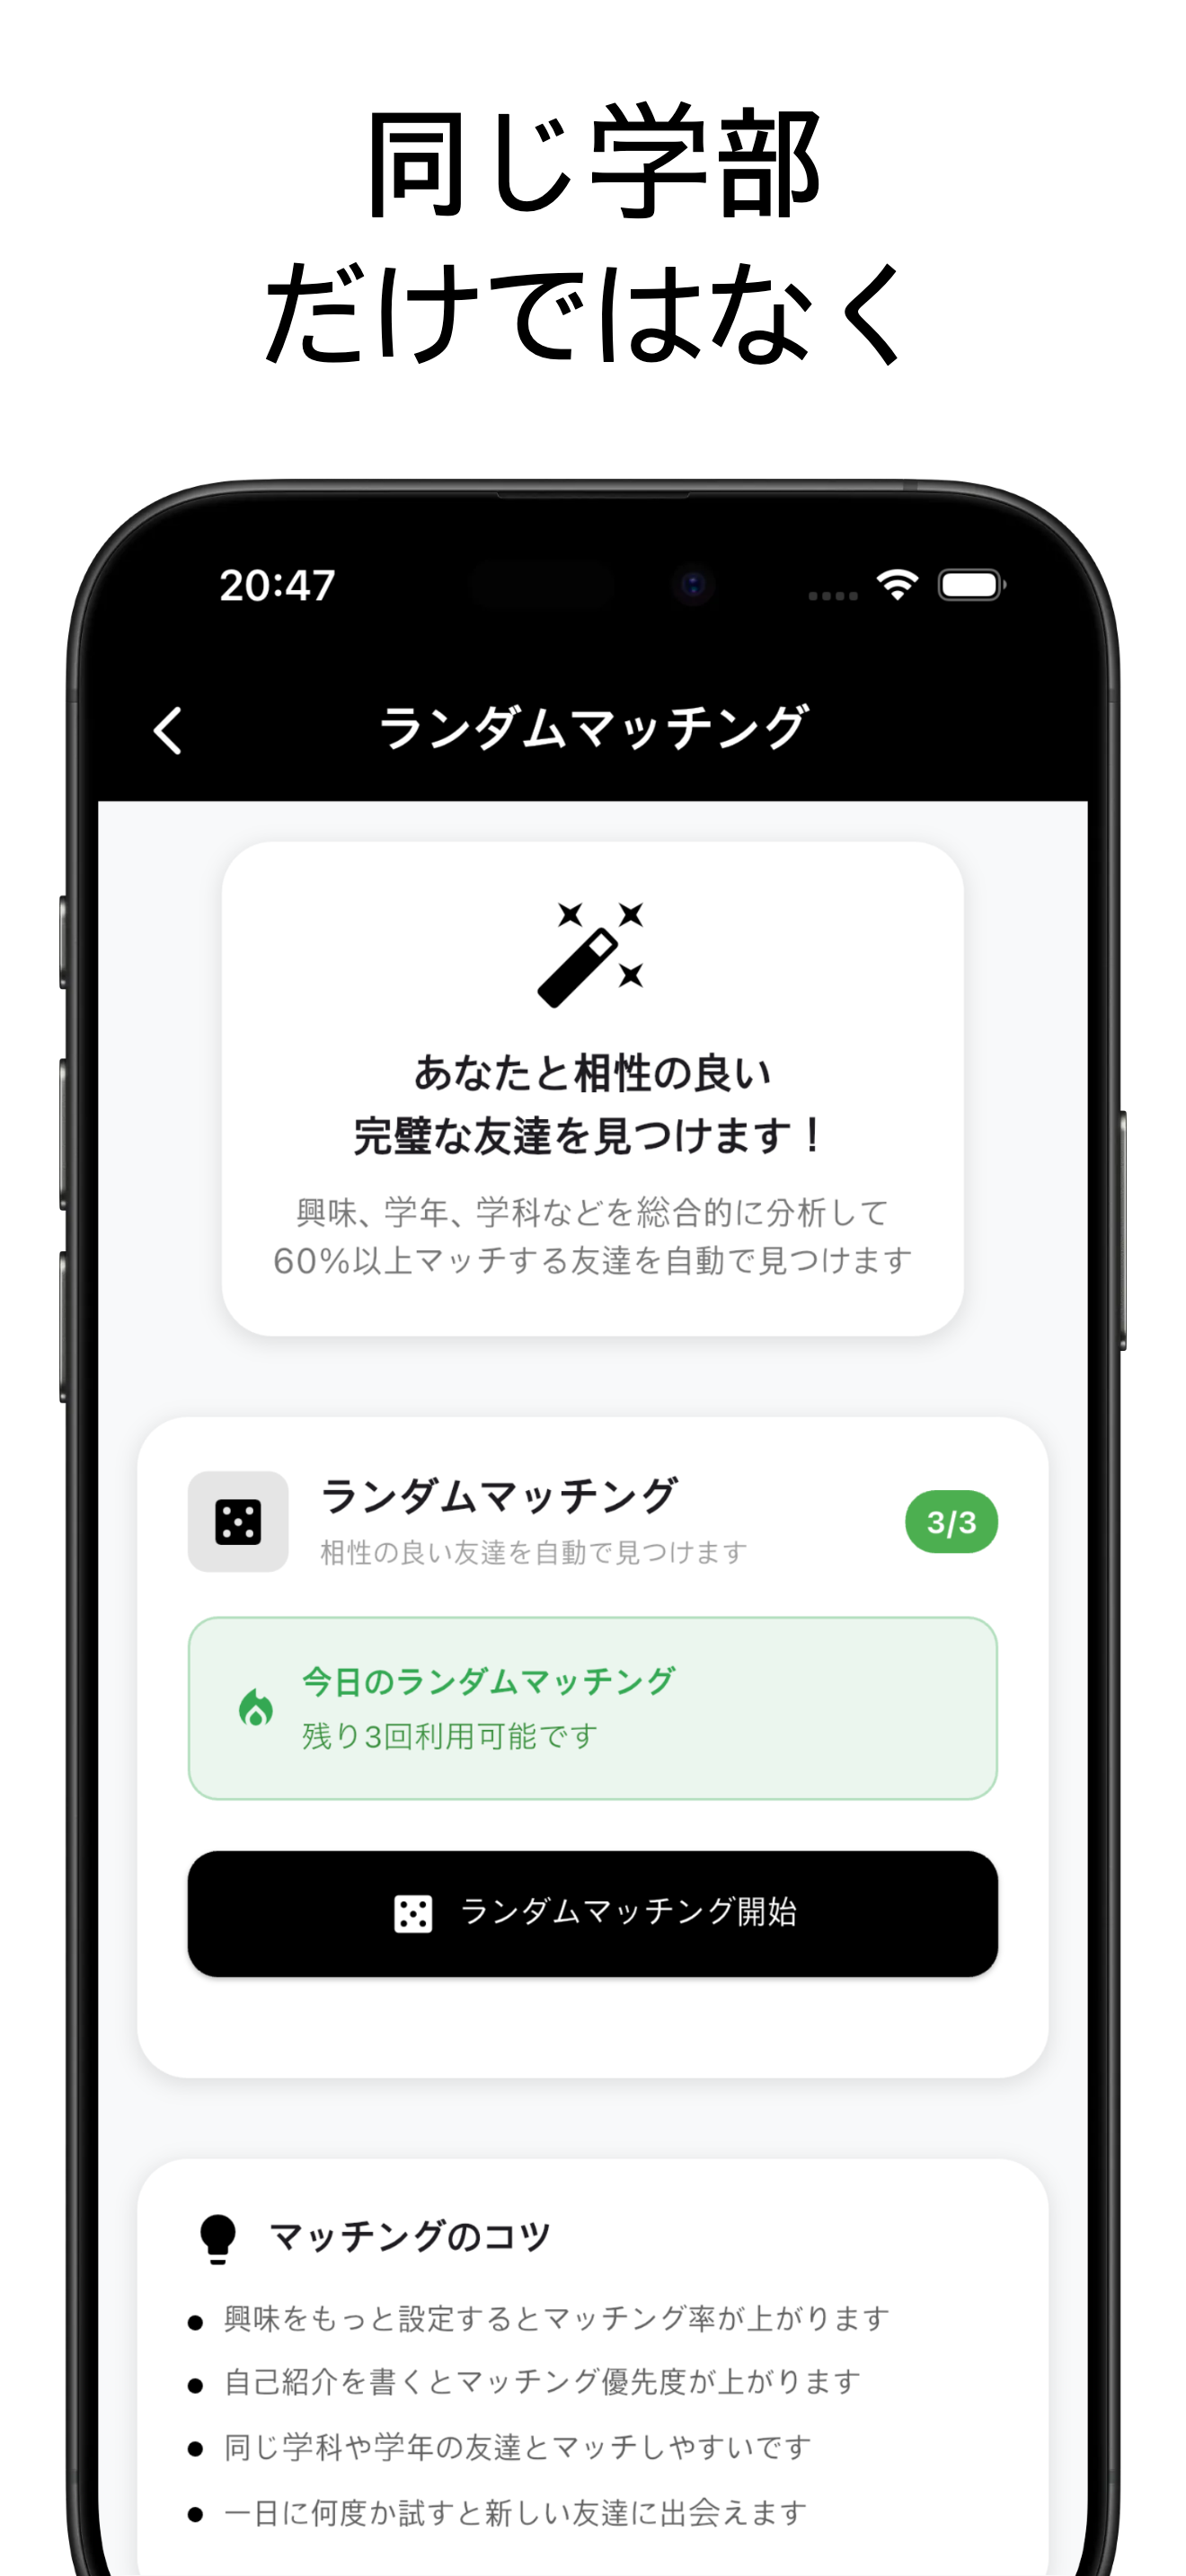 同じ学部
だけではなく
20:47
ランダムマッチング
あなたと相性の良い
完璧な友達を見つけます！
興味、学年、学科などを総合的に分析して
60%以上マッチする友達を自動で見つけます
ランダムマッチング
相性の良い友達を自動で見つけます
3/3
今日のランダムマッチング
残り3回利用可能です
ランダムマッチング開始
マッチングのコツ
● 興味をもっと設定するとマッチング率が上がります
● 自己紹介を書くとマッチング優先度が上がります
● 同じ学科や学年の友達とマッチしやすいです
● 一日に何度か試すと新しい友達に出会えます